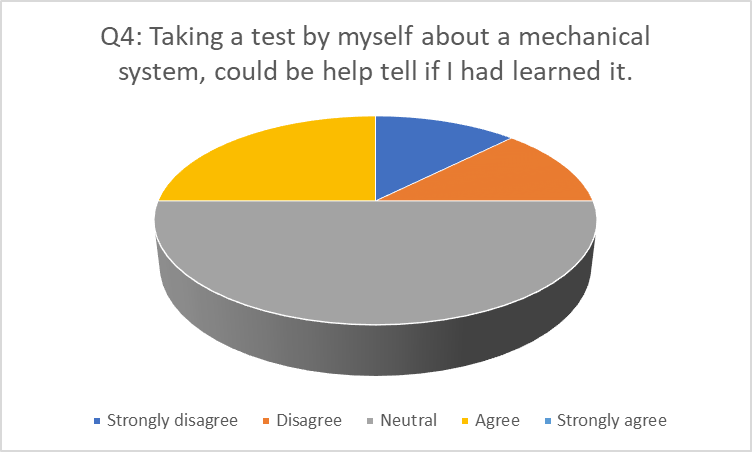 Q4: Taking a test by myself about a mechanical
system, could be help tell if I had learned it.
Strongly disagree Disagree Neutral Agree Strongly agree